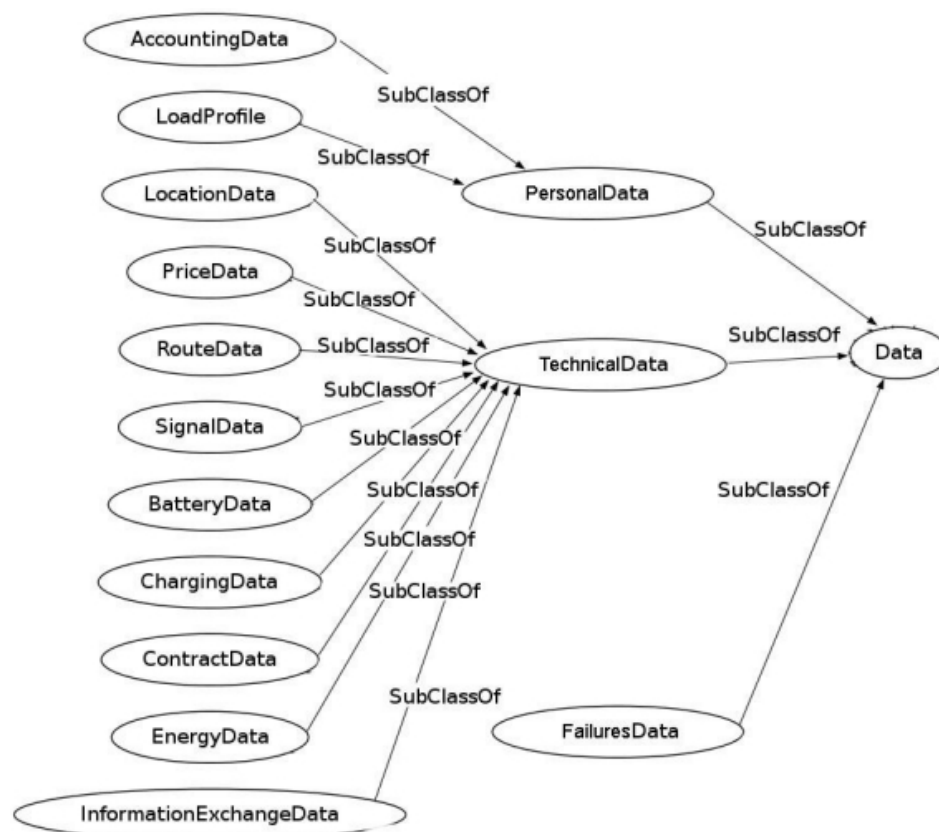 AccountingData
SubClassOf
LoadProfile
SubClassOf
LocationData
PersonalData
SubClassOf
SubClassOf
PriceData
SubClassOf
RouteData
SubClassOf
SubClassOf
Data
TechnicalData
SubClassOf
SignalData
SubClassOf
BatteryData
SubClassOf
SubClassOf
ChargingData
SubClassOf
ContractData
SubClassOf
SubClassOf
EnergyData
FailuresData
InformationExchangeData